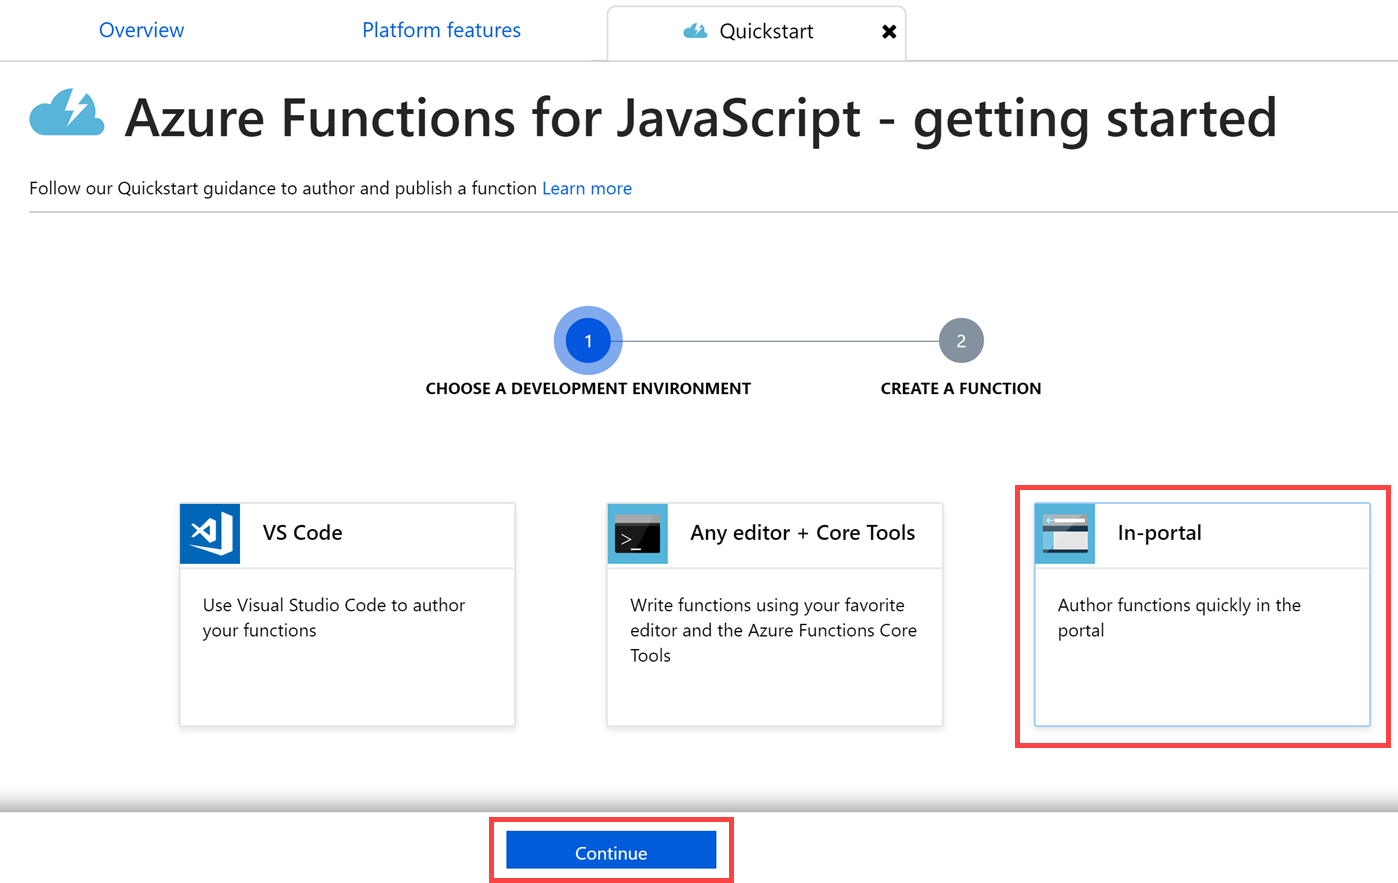 Overview
Platform features
Quickstart
Azure Functions for JavaScript - getting started
Follow our Quickstart guidance to author and publish a function Learn more
1
2
CHOOSE A DEVELOPMENT ENVIRONMENT
CREATE A FUNCTION
VS Code
Use Visual Studio Code to author
your functions
Any editor + Core Tools
Write functions using your favorite
editor and the Azure Functions Core
Tools
In-portal
Author functions quickly in the
portal
Continue